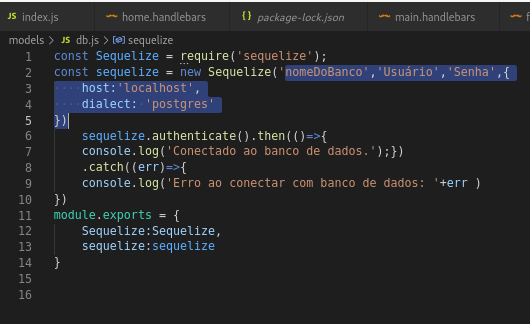 JS index.js home.handlebars {} package-lock.json main.handlebars
models > JS db.js > sequelize
1 const Sequelize = require('sequelize');
2 const sequelize = new Sequelize('nomeDoBanco','Usuário','Senha',{
3 host:'localhost',
4 dialect: 'postgres'
5 })
6 sequelize.authenticate().then(()=>{
7 console.log('Conectado ao banco de dados.');})
8 .catch((err)=>{
9 console.log('Erro ao conectar com banco de dados: '+err )
10 })
11 module.exports = {
12 Sequelize:Sequelize,
13 sequelize:sequelize
14 }
15
16